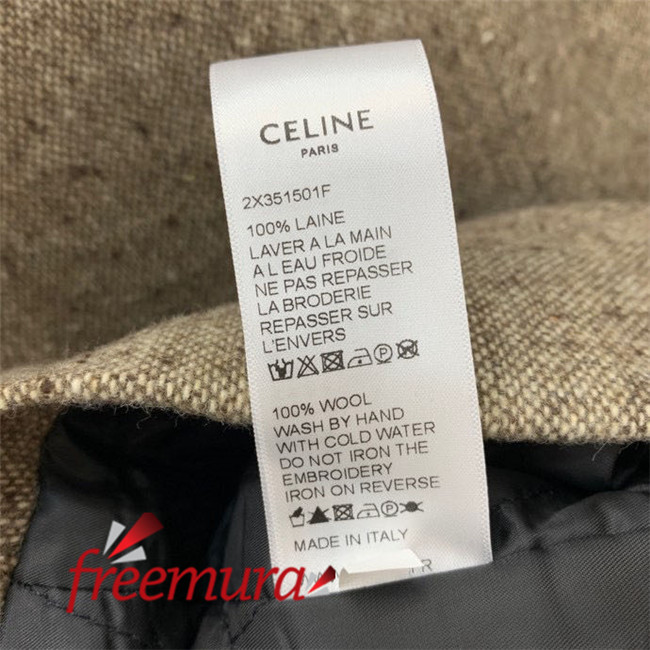 CELINE
PARIS
2X351501F
100% LAINE
LAVER A LA MAIN
A L EAU FROIDE
NE PAS REPASSER
LA BRODERIE
REPASSER SUR
L'ENVERS
100% WOOL
WASH BY HAND
WITH COLD WATER
DO NOT IRON THE
EMBROIDERY
IRON ON REVERSE
MADE IN ITALY
freemura